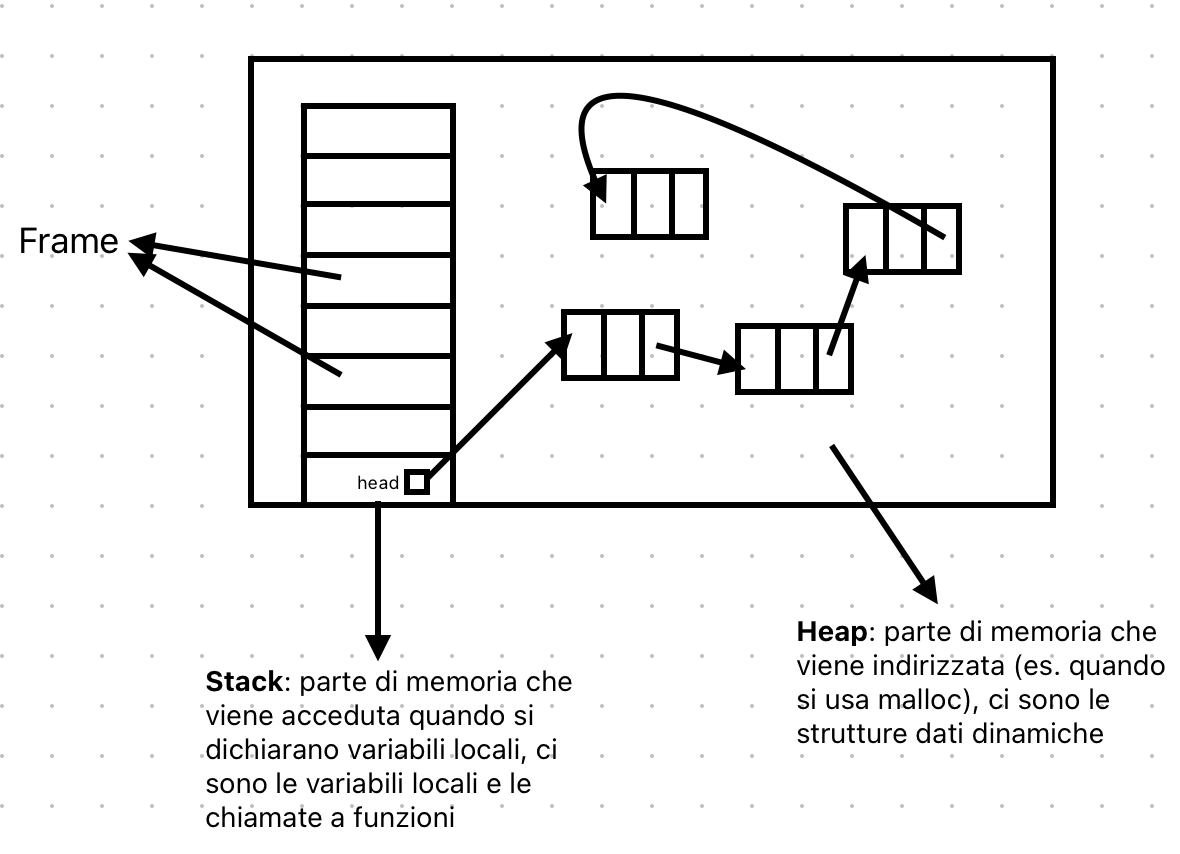 Frame
head
Stack: parte di memoria che
viene acceduta quando si
dichiarano variabili locali, ci
sono le variabili locali e le
chiamate a funzioni
Heap: parte di memoria che
viene indirizzata (es. quando
si usa malloc), ci sono le
strutture dati dinamiche